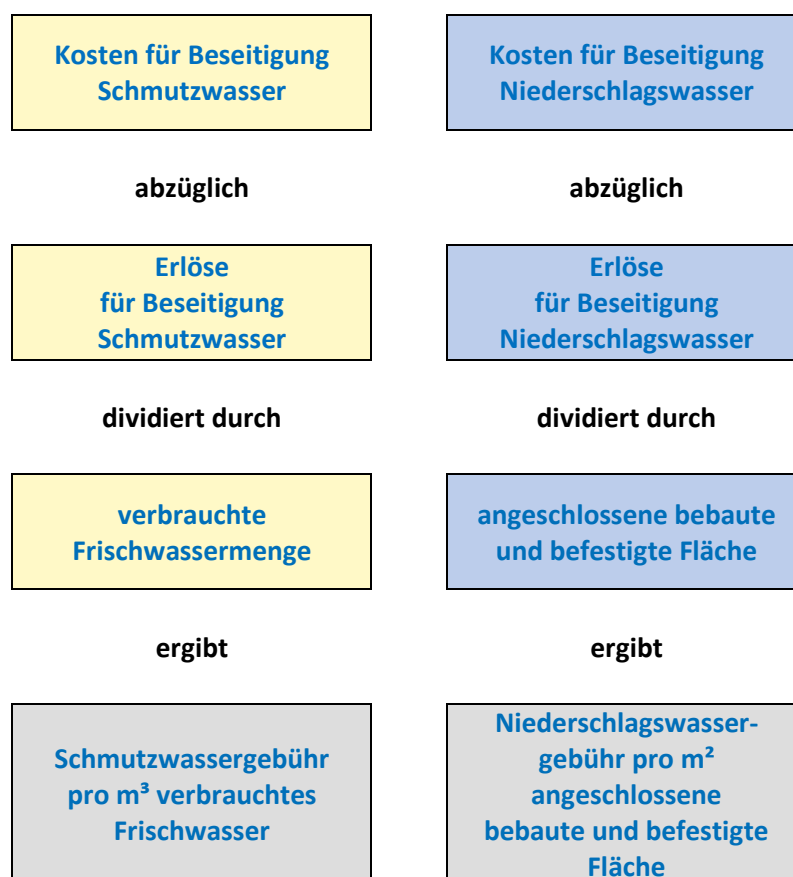 Kosten für Beseitigung
Schmutzwasser
Kosten für Beseitigung
Niederschlagswasser
abzüglich
abzüglich
Erlöse
für Beseitigung
Schmutzwasser
Erlöse
für Beseitigung
Niederschlagswasser
dividiert durch
dividiert durch
verbrauchte
Frischwassermenge
angeschlossene bebaute
und befestigte Fläche
ergibt
ergibt
Schmutzwassergebühr
pro m³ verbrauchtes
Frischwasser
Niederschlagswasser-
gebühr pro m²
angeschlossene
bebaute und befestigte
Fläche